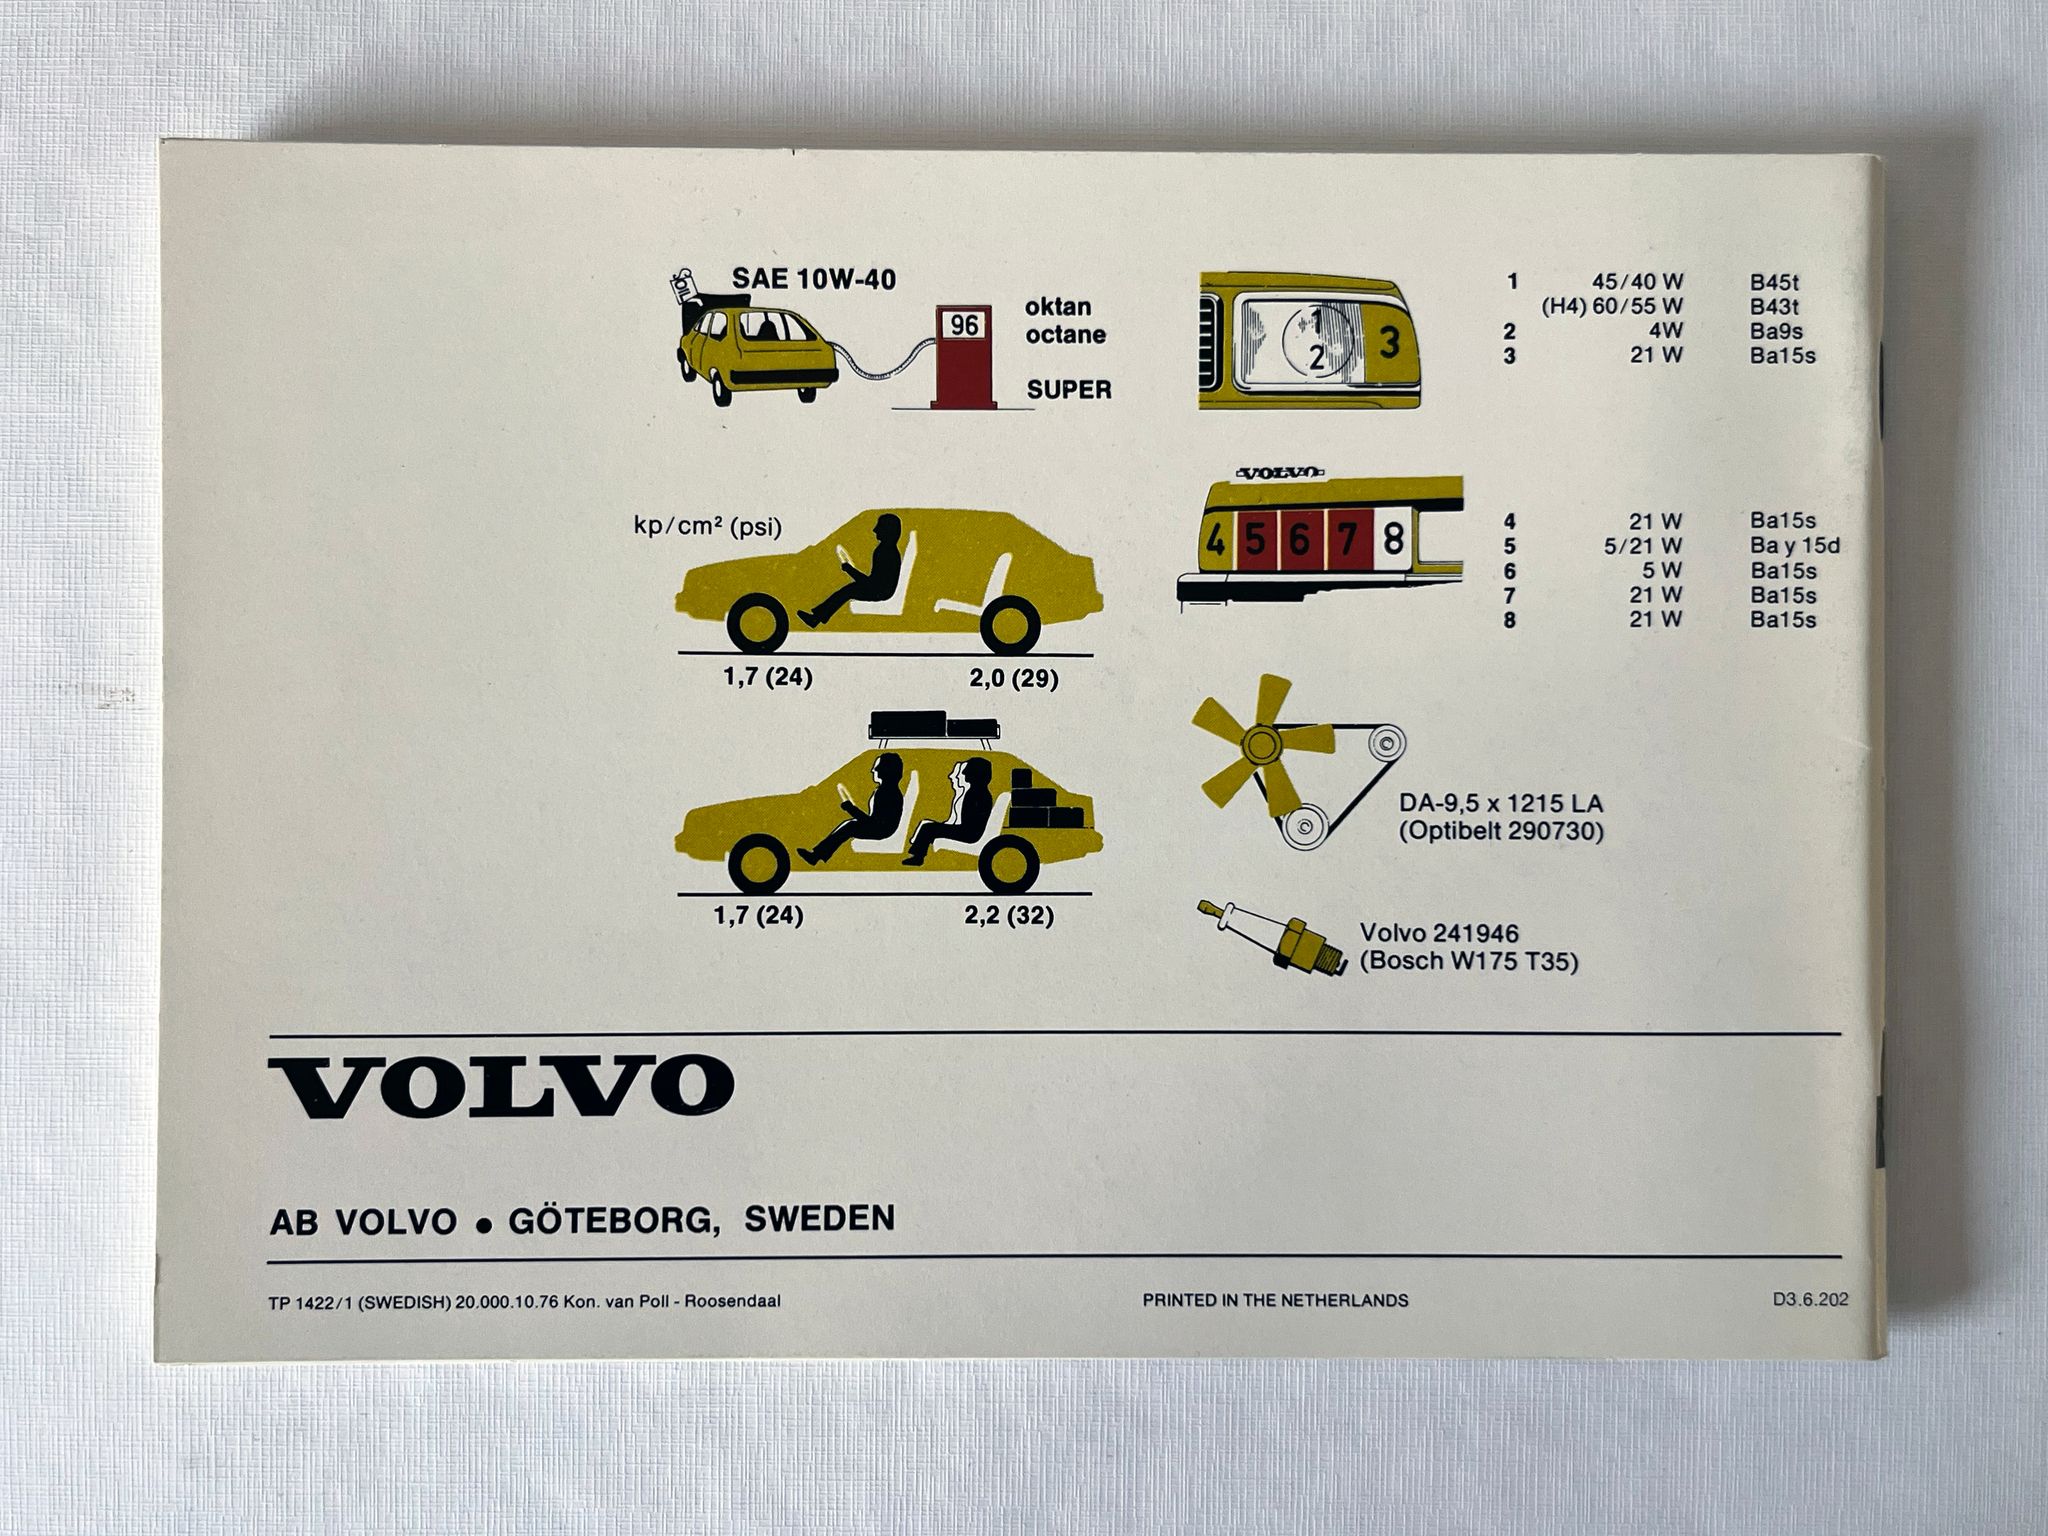 OIL
SAE 10W-40
96
oktan
octane
SUPER
1 2 3
1 45/40 W B45t
(H4) 60/55 W B43t
2 4W Ba9s
3 21 W Ba15s
kp/cm² (psi)
1,7 (24) 2,0 (29)
VOLVO
4 5 6 7 8
4 21 W Ba15s
5 5/21 W Ba y 15d
6 5 W Ba15s
7 21 W Ba15s
8 21 W Ba15s
1,7 (24) 2,2 (32)
DA-9,5 x 1215 LA
(Optibelt 290730)
Volvo 241946
(Bosch W175 T35)
VOLVO
AB VOLVO • GÖTEBORG, SWEDEN
TP 1422/1 (SWEDISH) 20.000.10.76 Kon. van Poll - Roosendaal PRINTED IN THE NETHERLANDS D3.6.202